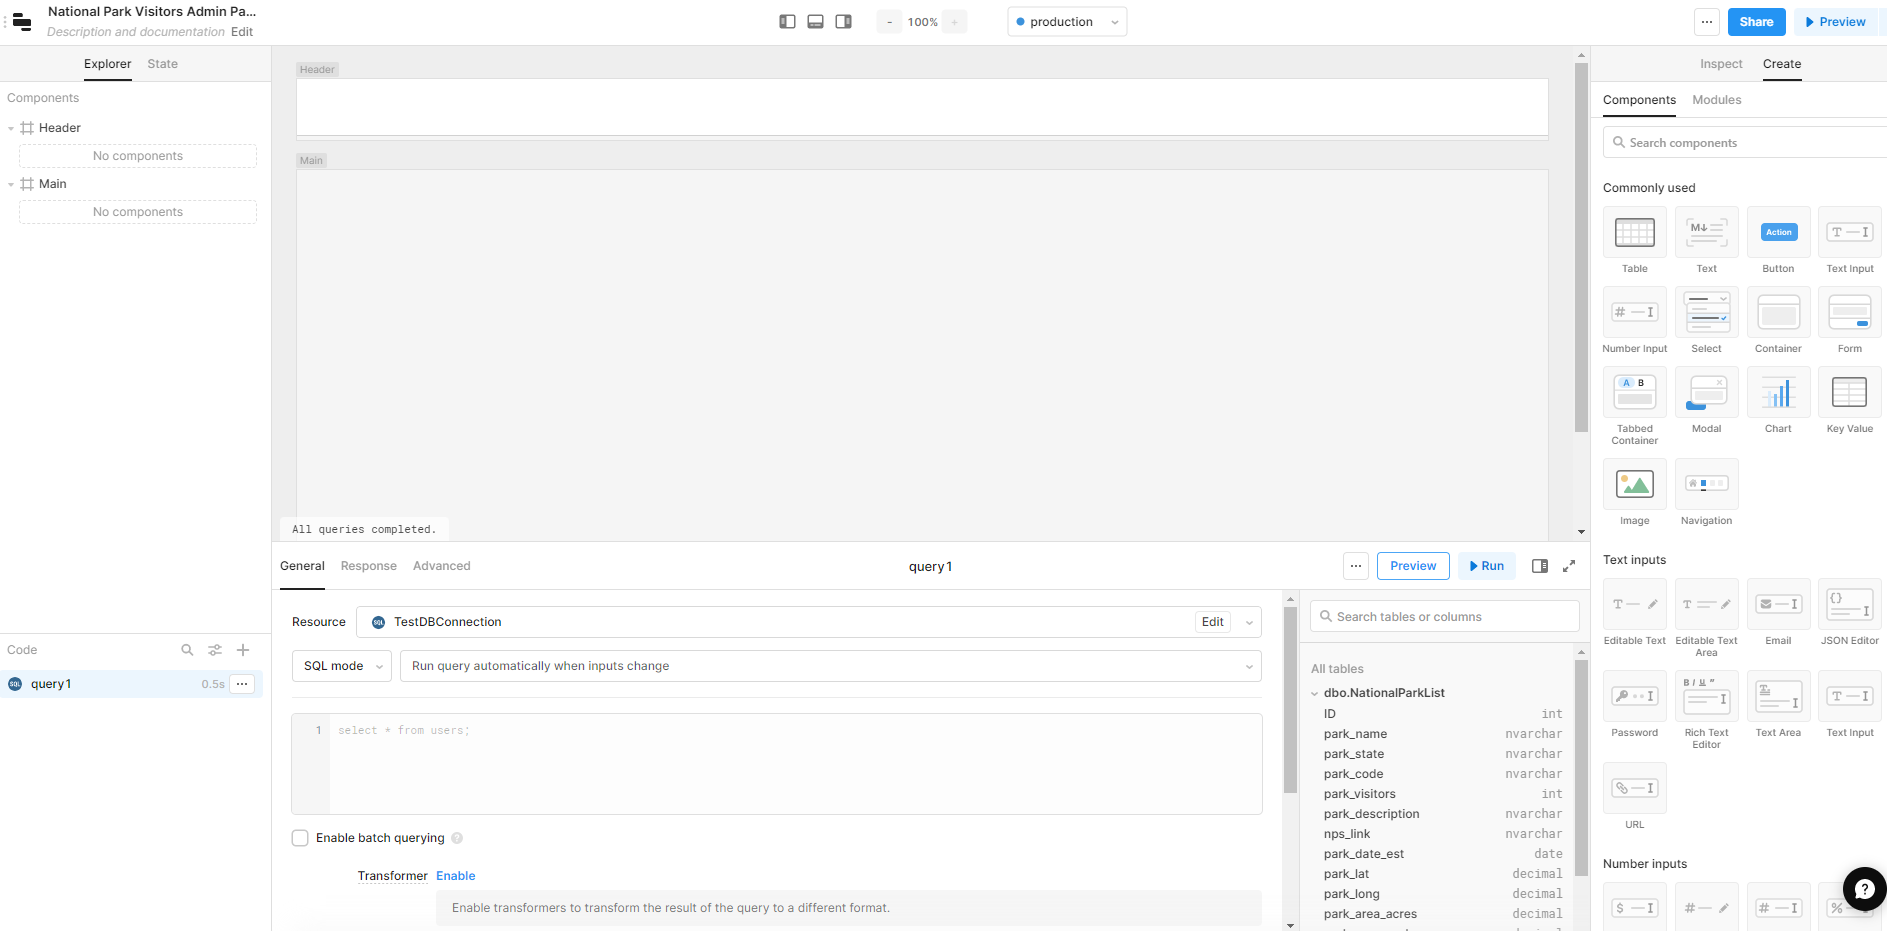 National Park Visitors Admin Pa...
Description and documentation Edit
- 100% +
production
...
Share
Preview
Explorer State
Components
Header
No components
Main
No components
Code
query1 0.5s ...
Header
Main
All queries completed.
General Response Advanced
query1
... Preview Run
Resource
SQL TestDBConnection Edit
SQL mode
Run query automatically when inputs change
1 select * from users;
Enable batch querying ?
Transformer Enable
Enable transformers to transform the result of the query to a different format.
Search tables or columns
All tables
dbo.NationalParkList
ID int
park_name nvarchar
park_state nvarchar
park_code nvarchar
park_visitors int
park_description nvarchar
nps_link nvarchar
park_date_est date
park_lat decimal
park_long decimal
park_area_acres decimal
Inspect Create
Components Modules
Search components
Commonly used
Action
Table Text Button Text Input
Number Input Select Container Form
A B
Tabbed Container Modal Chart Key Value
Image Navigation
Text inputs
Editable Text Editable Text Area Email JSON Editor
Password Rich Text Editor Text Area Text Input
URL
Number inputs
?